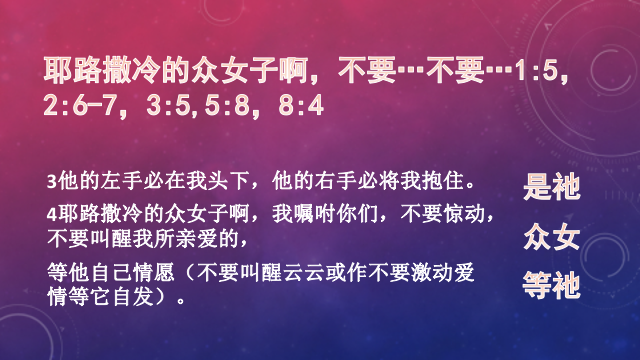 耶路撒冷的众女子啊，不要…不要…1:5，
2:6-7，3:5,5:8，8:4
3他的左手必在我头下，他的右手必将我抱住。
4耶路撒冷的众女子啊，我嘱咐你们，不要惊动，
不要叫醒我所亲爱的，
等他自己情愿（不要叫醒云云或作不要激动爱
情等它自发）。
是祂
众女
等祂